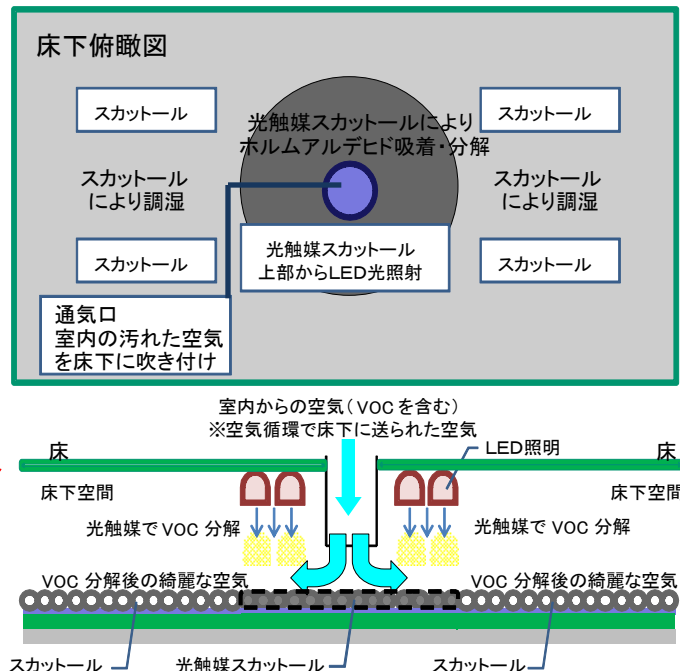 床下俯瞰図
スカットール
スカットール
光触媒スカットールにより
ホルムアルデヒド吸着・分解
スカットール
により調湿
スカットール
により調湿
スカットール
光触媒スカットール
上部からLED光照射
スカットール
通気口
室内の汚れた空気
を床下に吹き付け
室内からの空気(VOCを含む)
※空気循環で床下に送られた空気
床
LED照明
床
床下空間
床下空間
光触媒でVOC 分解
光触媒でVOC 分解
VOC 分解後の綺麗な空気
VOC 分解後の綺麗な空気
スカットール
光触媒スカットール
スカットール